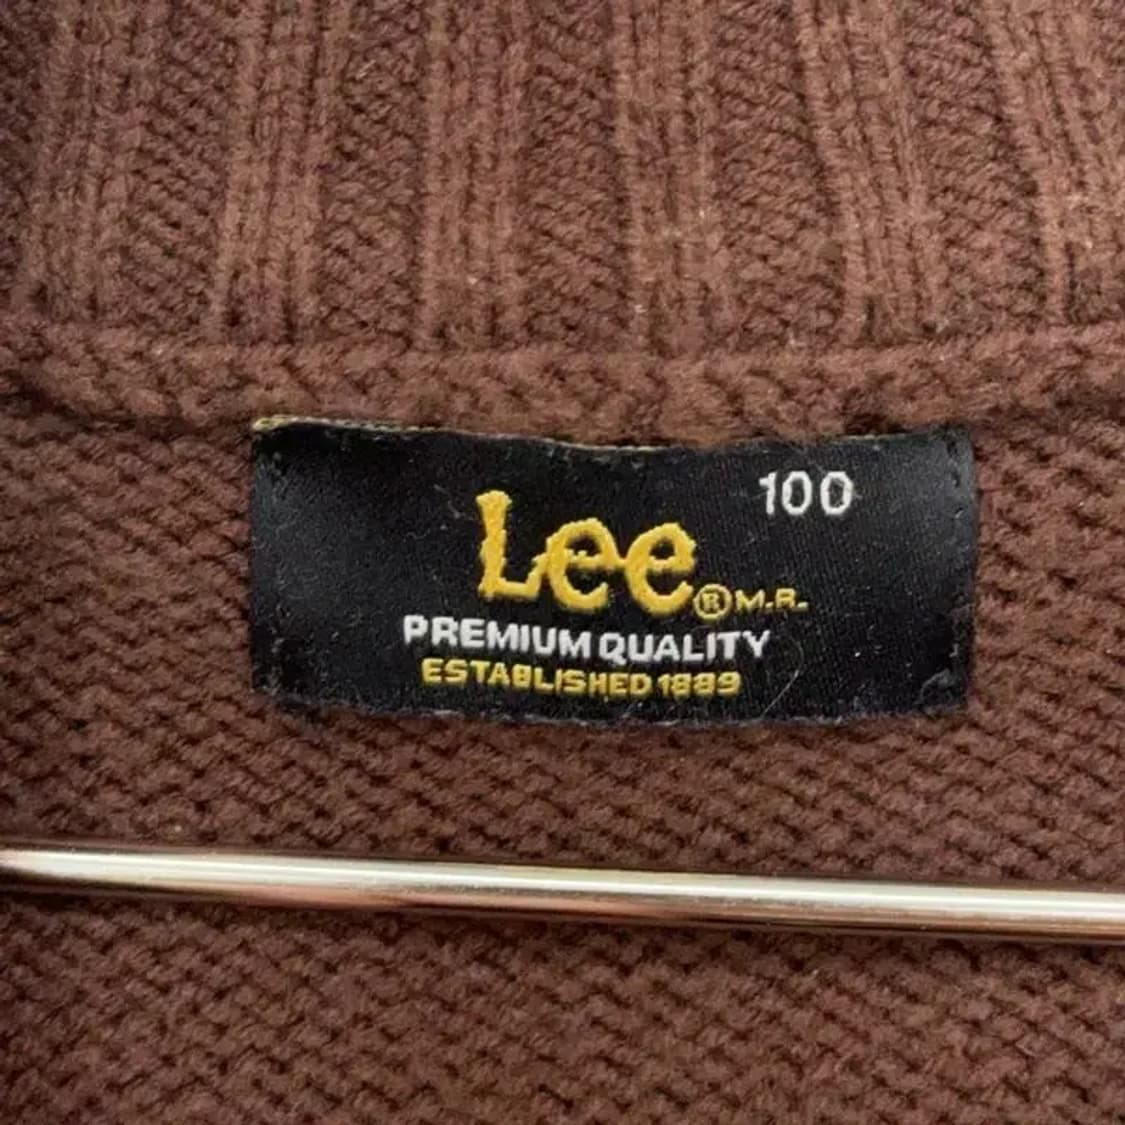 100
Lee® M.R.
PREMIUM QUALITY
ESTABLISHED 1889